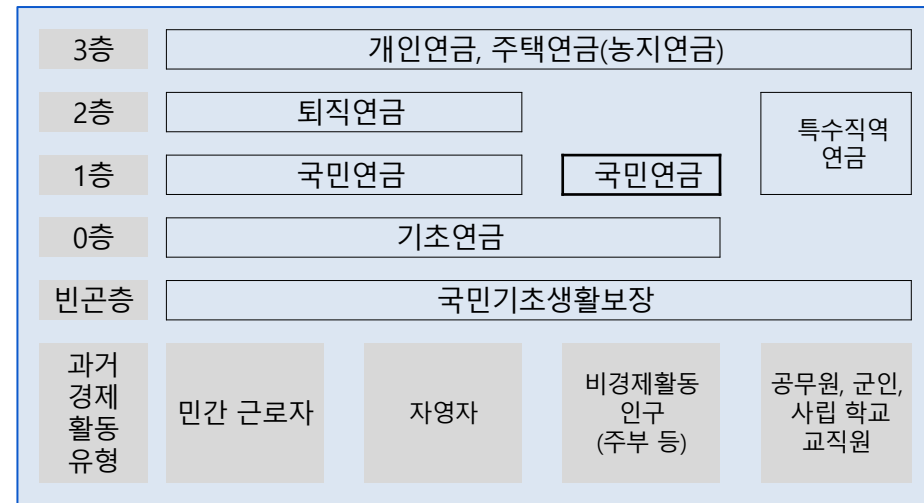 3층
개인연금, 주택연금(농지연금)
2층
퇴직연금
특수직역
연금
1층
국민연금
국민연금
0층
기초연금
빈곤층
국민기초생활보장
과거
경제
활동
유형
민간 근로자
자영자
비경제활동
인구
(주부 등)
공무원, 군인,
사립 학교
교직원